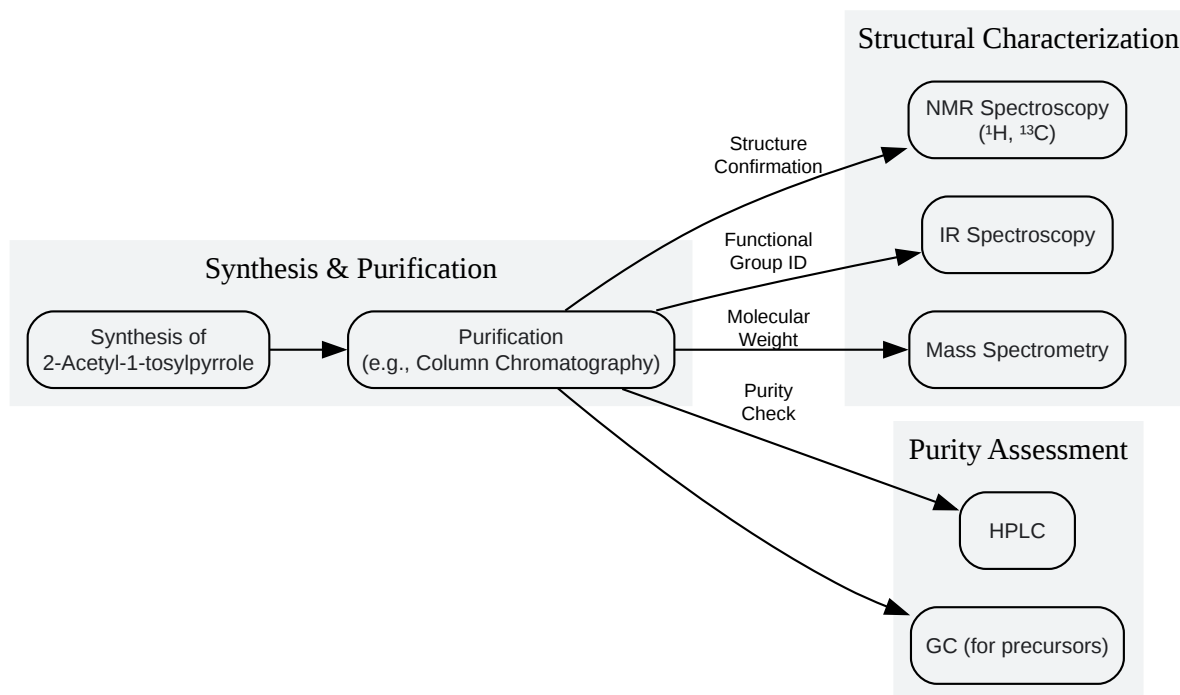 Synthesis & Purification
Synthesis of
2-Acetyl-1-tosylpyrrole
Purification
(e.g., Column Chromatography)
Structure
Confirmation
Functional
Group ID
Molecular
Weight
Purity
Check
Structural Characterization
NMR Spectroscopy
(¹H, ¹³C)
IR Spectroscopy
Mass Spectrometry
Purity Assessment
HPLC
GC (for precursors)